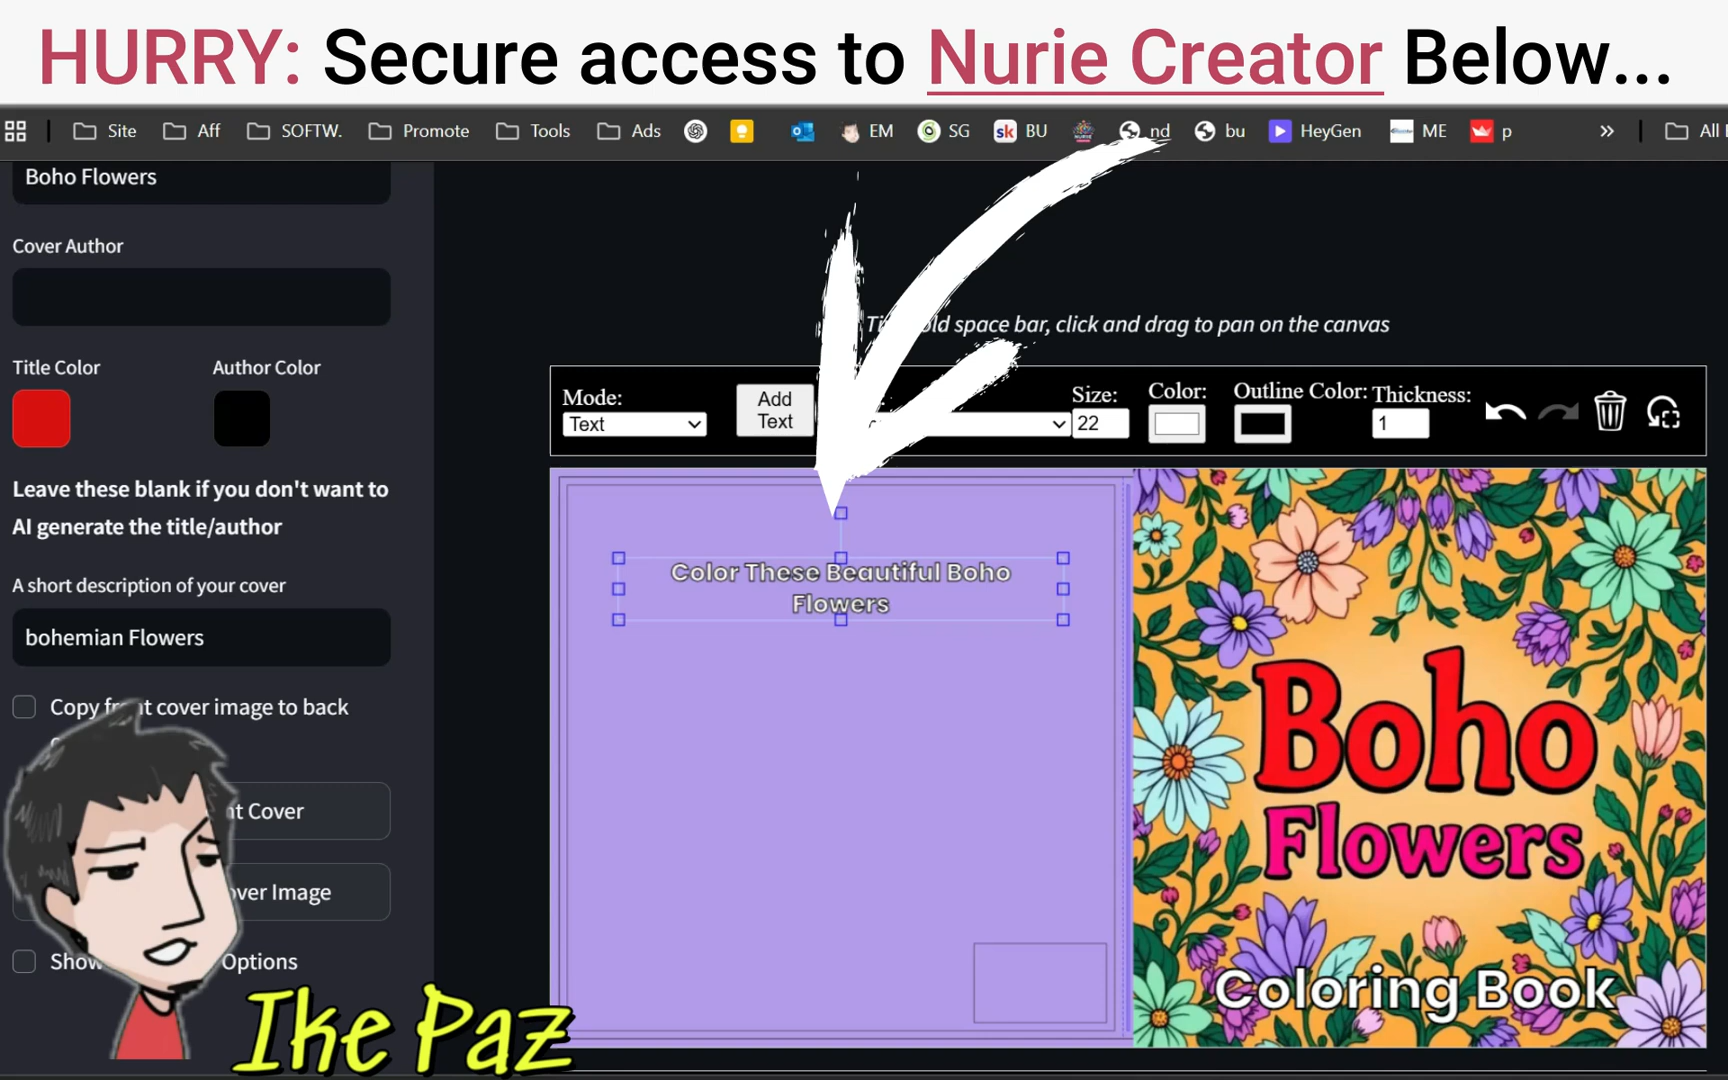 HURRY: Secure access to Nurie Creator Below...
Site Aff SOFTW. Promote Tools Ads EM SG sk BU nd bu HeyGen ME p » All
Boho Flowers
Cover Author
space bar, click and drag to pan on the canvas
Title Color Author Color
Mode: Size: Color: Outline Color: Thickness:
Text Add Text 22 1
Leave these blank if you don't want to
AI generate the title/author
A short description of your cover
bohemian Flowers
Copy front cover image to back
Cover
Image
Show Options
Color These Beautiful Boho
Flowers
Boho
Flowers
Coloring Book
Ike Paz